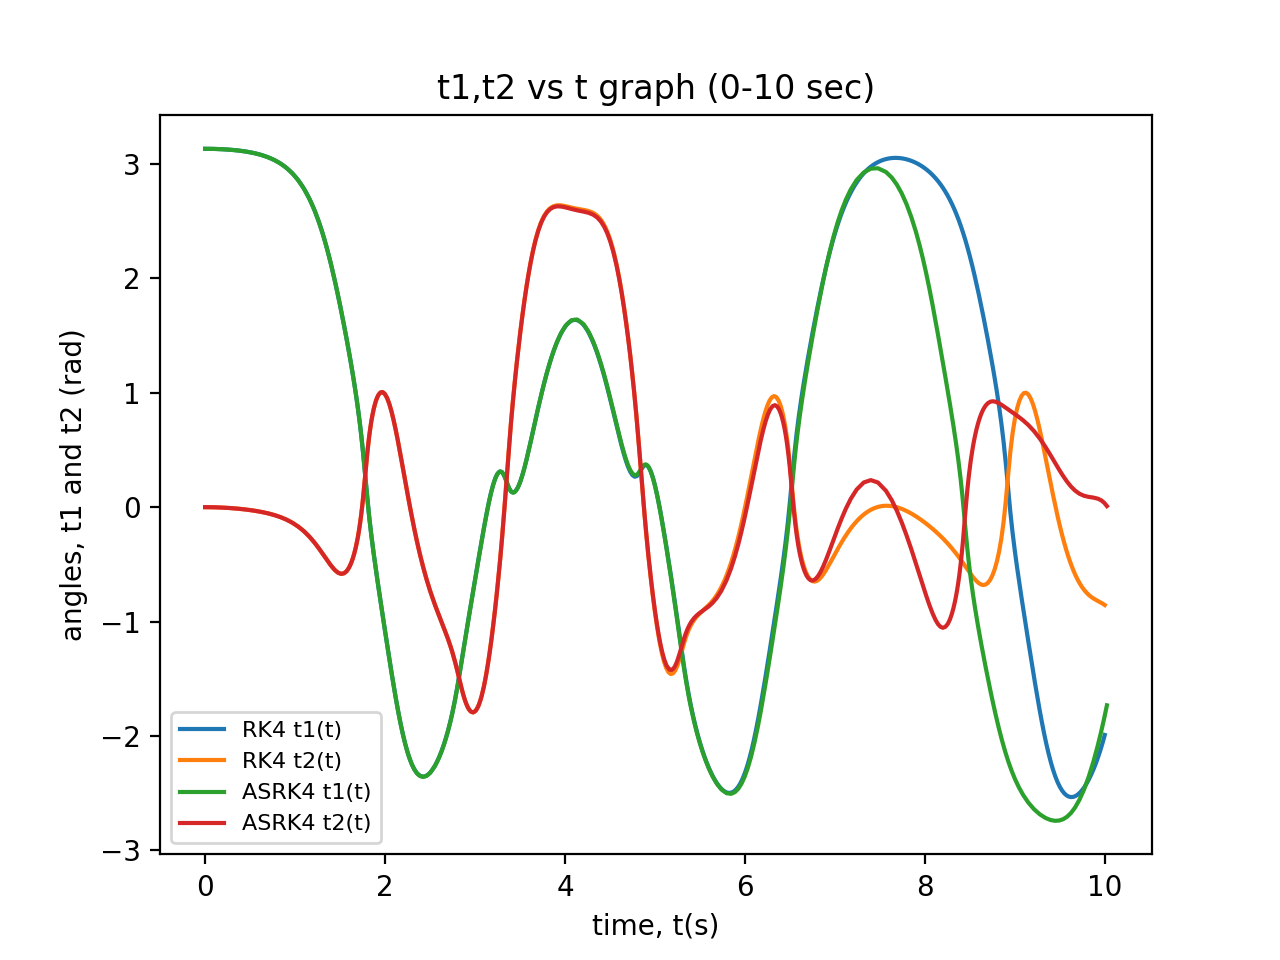 t1,t2 vs t graph (0-10 sec)
angles, t1 and t2 (rad)
3
2
1
0
−1
−2
−3
RK4 t1(t)
RK4 t2(t)
ASRK4 t1(t)
ASRK4 t2(t)
0 2 4 6 8 10
time, t(s)